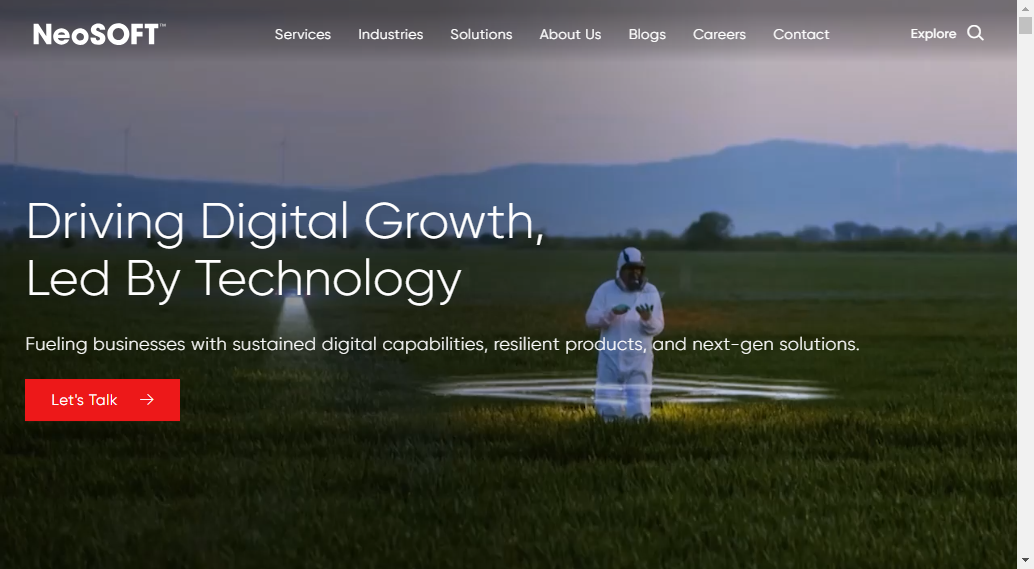 NeoSOFT™
Services Industries Solutions About Us Blogs Careers Contact
Explore
Driving Digital Growth,
Led By Technology
Fueling businesses with sustained digital capabilities, resilient products, and next-gen solutions.
Let's Talk →